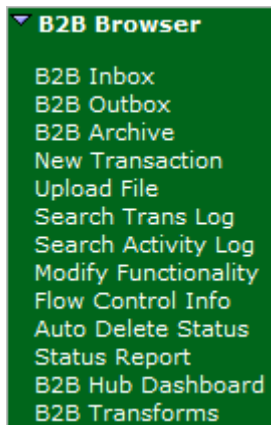 B2B Browser
B2B Inbox
B2B Outbox
B2B Archive
New Transaction
Upload File
Search Trans Log
Search Activity Log
Modify Functionality
Flow Control Info
Auto Delete Status
Status Report
B2B Hub Dashboard
B2B Transforms